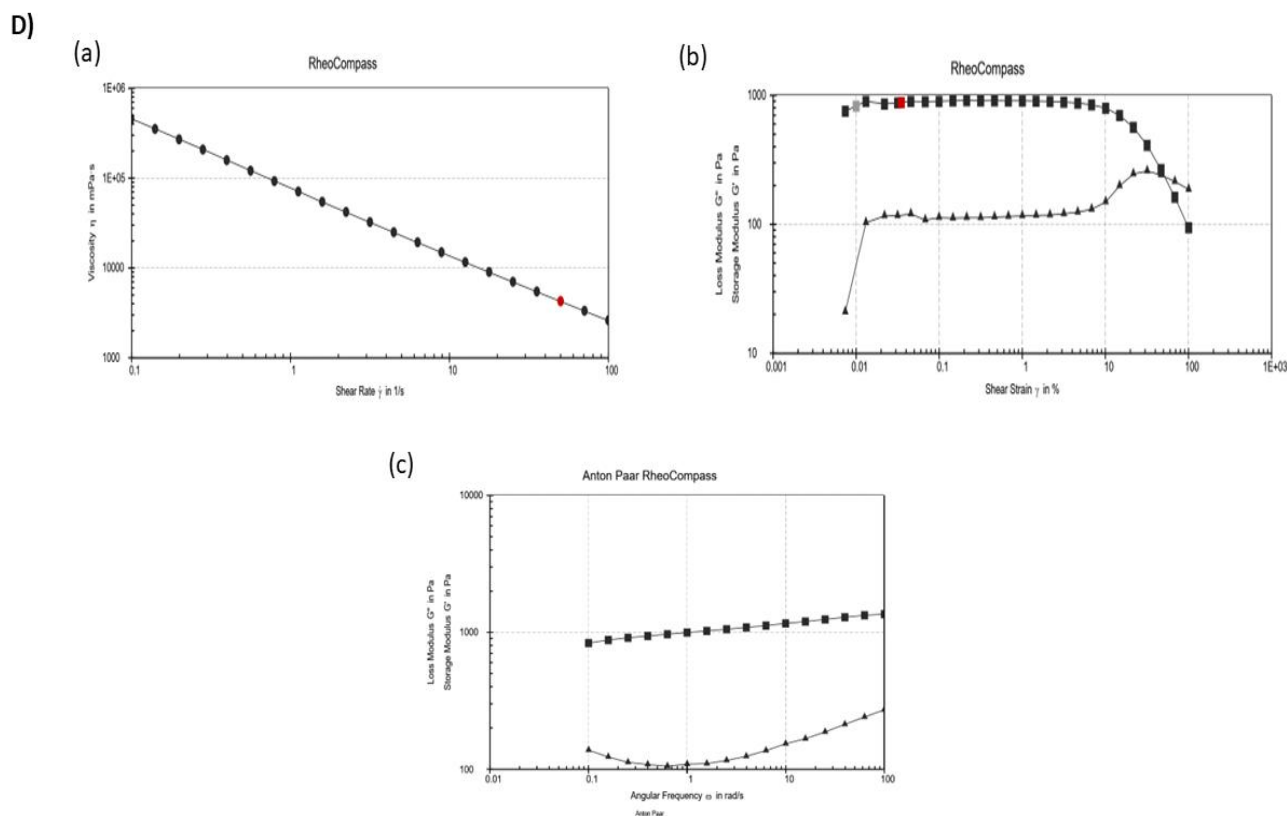 D)
(a)
RheoCompass
Viscosity η in mPa·s
1E+06
1E+05
10000
1000
0.1
1
10
100
Shear Rate γ̇ in 1/s
(b)
RheoCompass
Loss Modulus G" in Pa
Storage Modulus G' in Pa
1000
100
10
0.001
0.01
0.1
1
10
100
1E+03
Shear Strain γ in %
(c)
Anton Paar RheoCompass
Loss Modulus G" in Pa
Storage Modulus G' in Pa
10000
1000
100
0.01
0.1
1
10
100
Angular Frequency ω in rad/s
Anton Paar